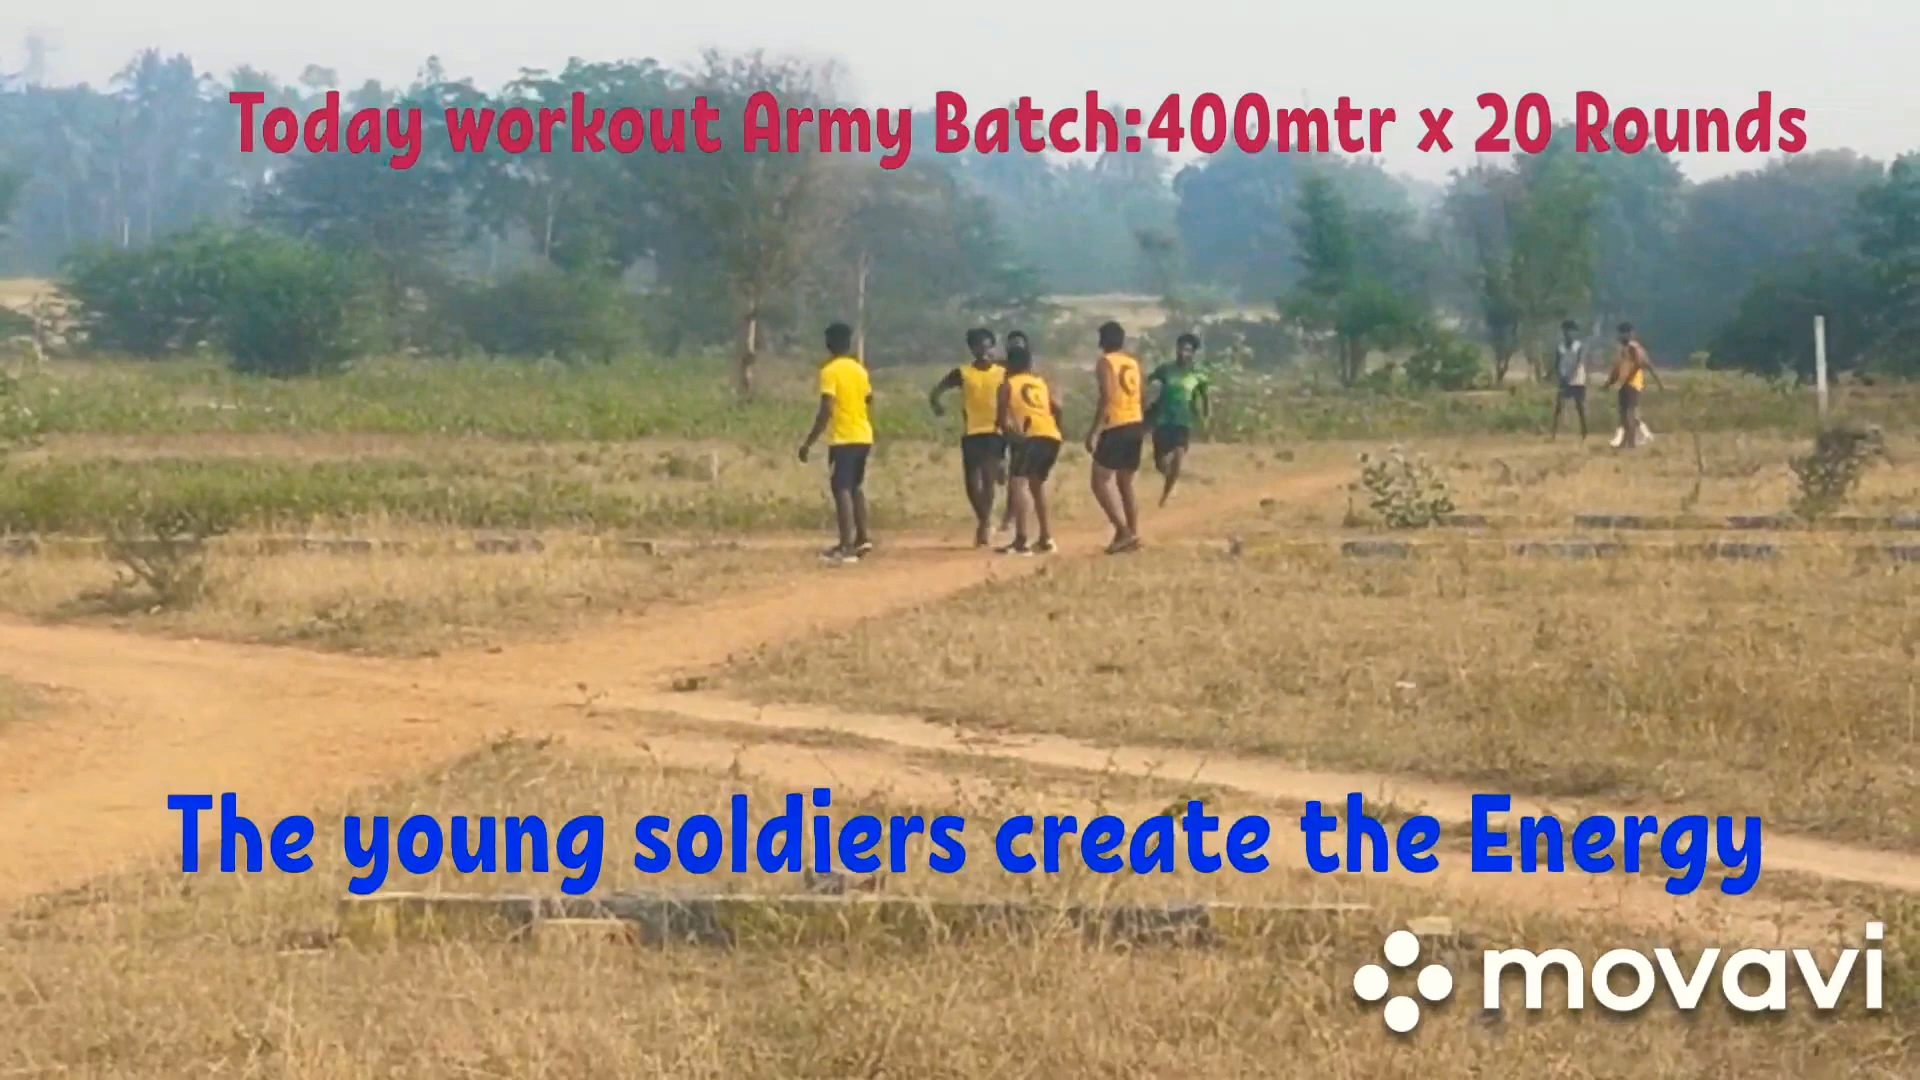 Today workout Army Batch:400mtr x 20 Rounds
The young soldiers create the Energy
movavi